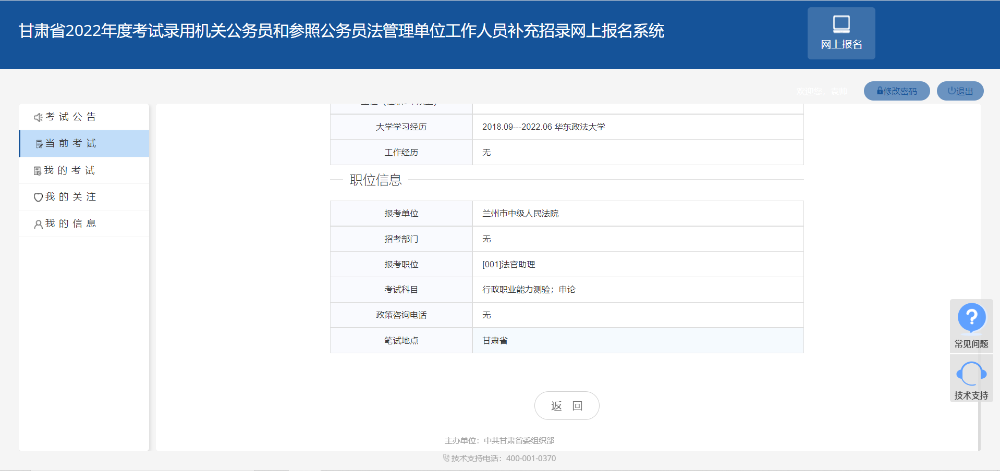 甘肃省2022年度考试录用机关公务员和参照公务员法管理单位工作人员补充招录网上报名系统
网上报名
欢迎您，
修改密码
退出
考试公告
当前考试
我的考试
我的关注
我的信息
大学学习经历 2018.09---2022.06 华东政法大学
工作经历 无
职位信息
报考单位 兰州市中级人民法院
招考部门 无
报考职位 [001]法官助理
考试科目 行政职业能力测验；申论
政策咨询电话 无
笔试地点 甘肃省
常见问题
技术支持
返 回
主办单位：中共甘肃省委组织部
技术支持电话：400-001-0370